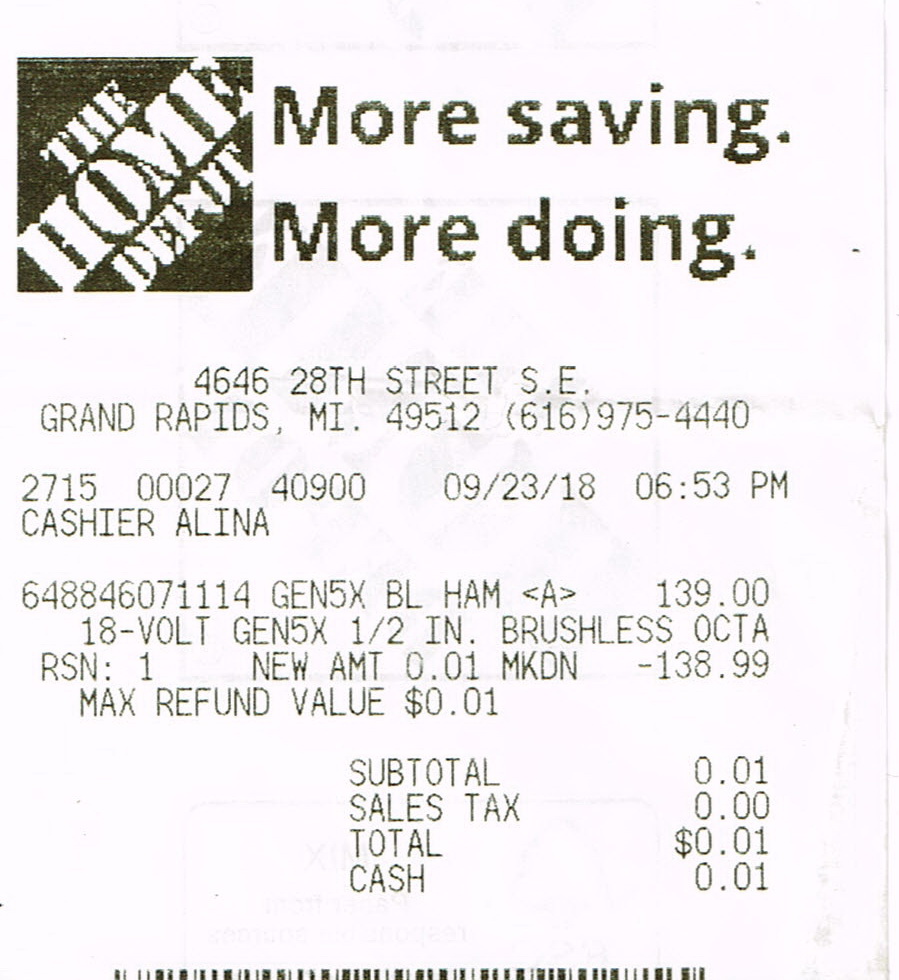 THE
HOME
DEPOT
More saving.
More doing.
4646 28TH STREET S.E.
GRAND RAPIDS, MI. 49512 (616)975-4440
2715 00027 40900 09/23/18 06:53 PM
CASHIER ALINA
648846071114 GEN5X BL HAM <A> 139.00
18-VOLT GEN5X 1/2 IN. BRUSHLESS OCTA
RSN: 1 NEW AMT 0.01 MKDN -138.99
MAX REFUND VALUE $0.01
SUBTOTAL 0.01
SALES TAX 0.00
TOTAL $0.01
CASH 0.01